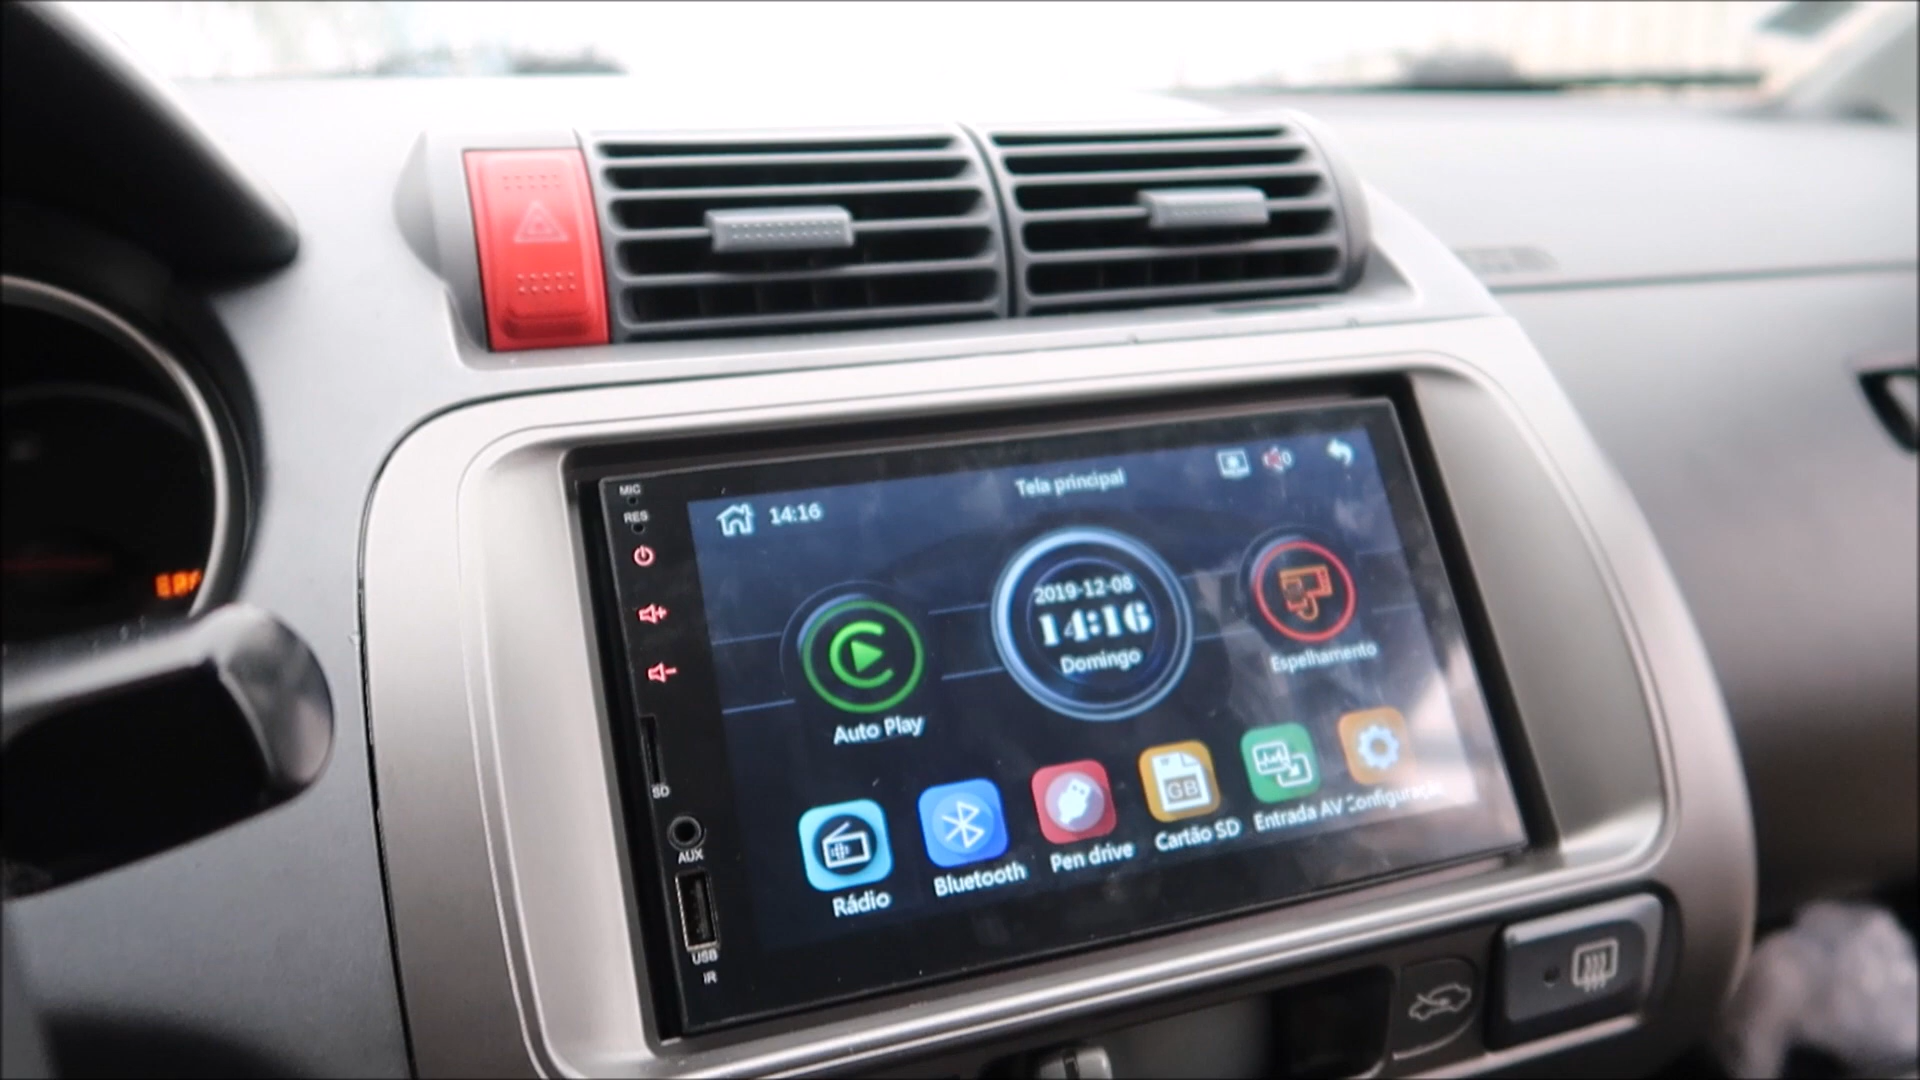 MIC
RES
14:16
Tela principal
0
2019-12-08
14:16
Domingo
Auto Play
Espelhamento
Rádio
Bluetooth
Pen drive
GB
Cartão SD
Entrada AV
SD
AUX
USB
IR